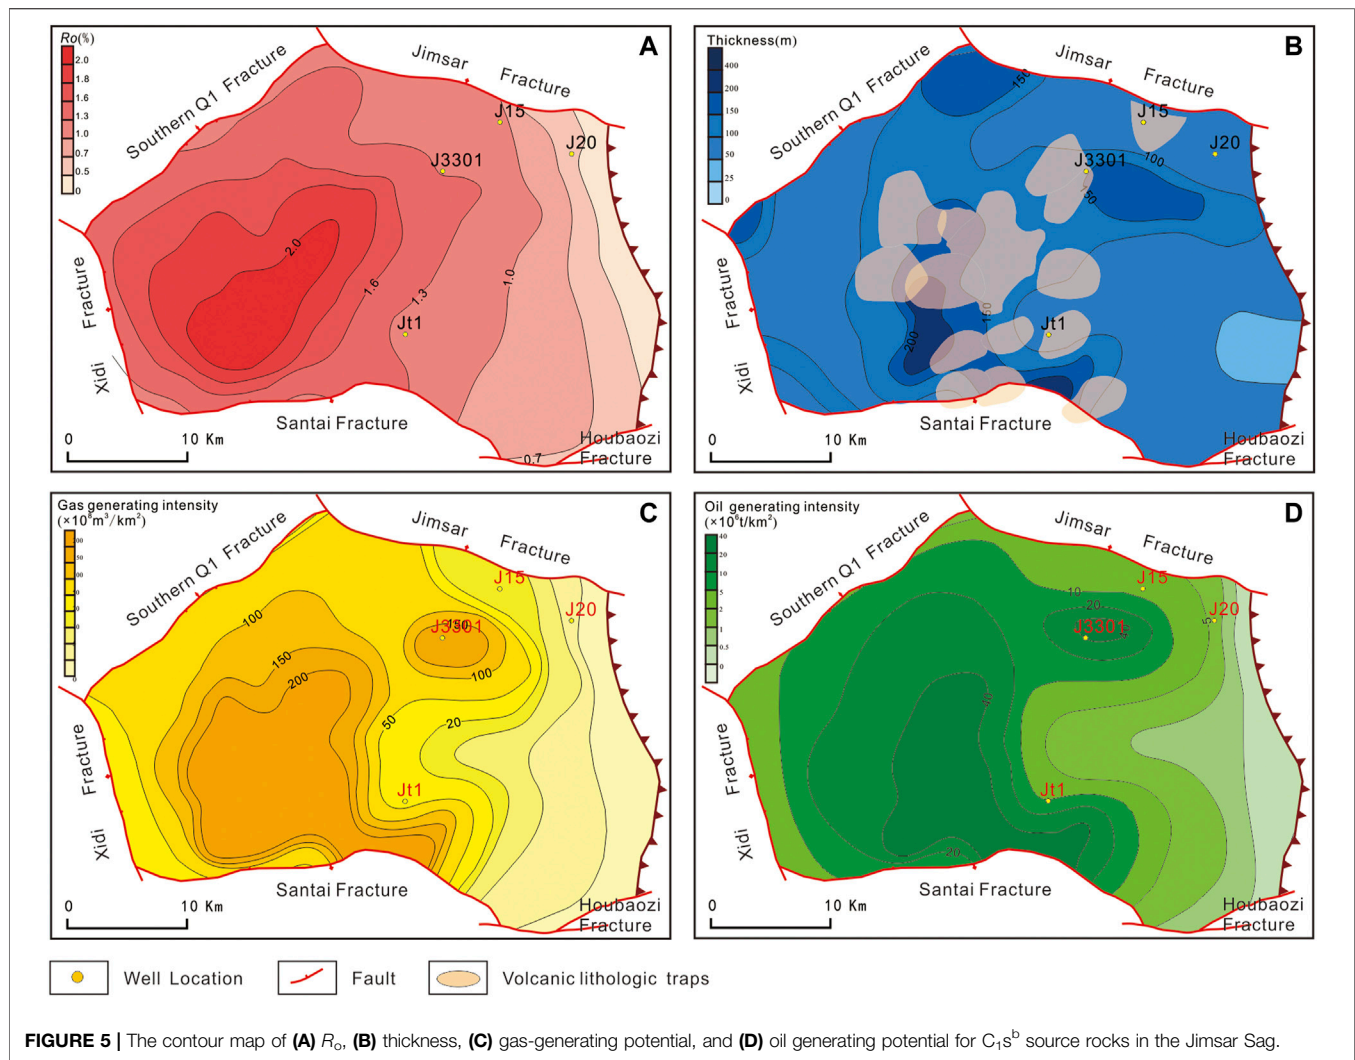 Ro(%)
2.0
1.8
1.6
1.3
1.0
0.7
0.5
0
A
Southern Q1 Fracture
Jimsar
Fracture
J15
J20
J3301
2.0
1.6
1.3
1.0
Jt1
Fracture
Xidi
Santai Fracture
0.7
Houbaozi
Fracture
0 10 Km
Thickness(m)
400
200
150
100
50
25
0
B
Southern Q1 Fracture
Jimsar
Fracture
150
J15
J20
J3301
100
150
150
200
Jt1
Fracture
Xidi
Santai Fracture
Houbaozi
Fracture
0 10 Km
Gas generating intensity
(×10⁸m³/km²)
0
C
Southern Q1 Fracture
Jimsar
Fracture
J15
J20
J3301
150
100
100
150
200
50
20
Jt1
Fracture
Xidi
Santai Fracture
Houbaozi
Fracture
0 10 Km
Oil generating intensity
(×10⁶t/km²)
40
20
10
5
2
1
0.5
0
D
Southern Q1 Fracture
Jimsar
Fracture
J15
J20
10
20
J3301
5
40
Jt1
20
Fracture
Xidi
Santai Fracture
Houbaozi
Fracture
0 10 Km
Well Location
Fault
Volcanic lithologic traps
FIGURE 5 | The contour map of (A) Rₒ, (B) thickness, (C) gas-generating potential, and (D) oil generating potential for C₁sᵇ source rocks in the Jimsar Sag.